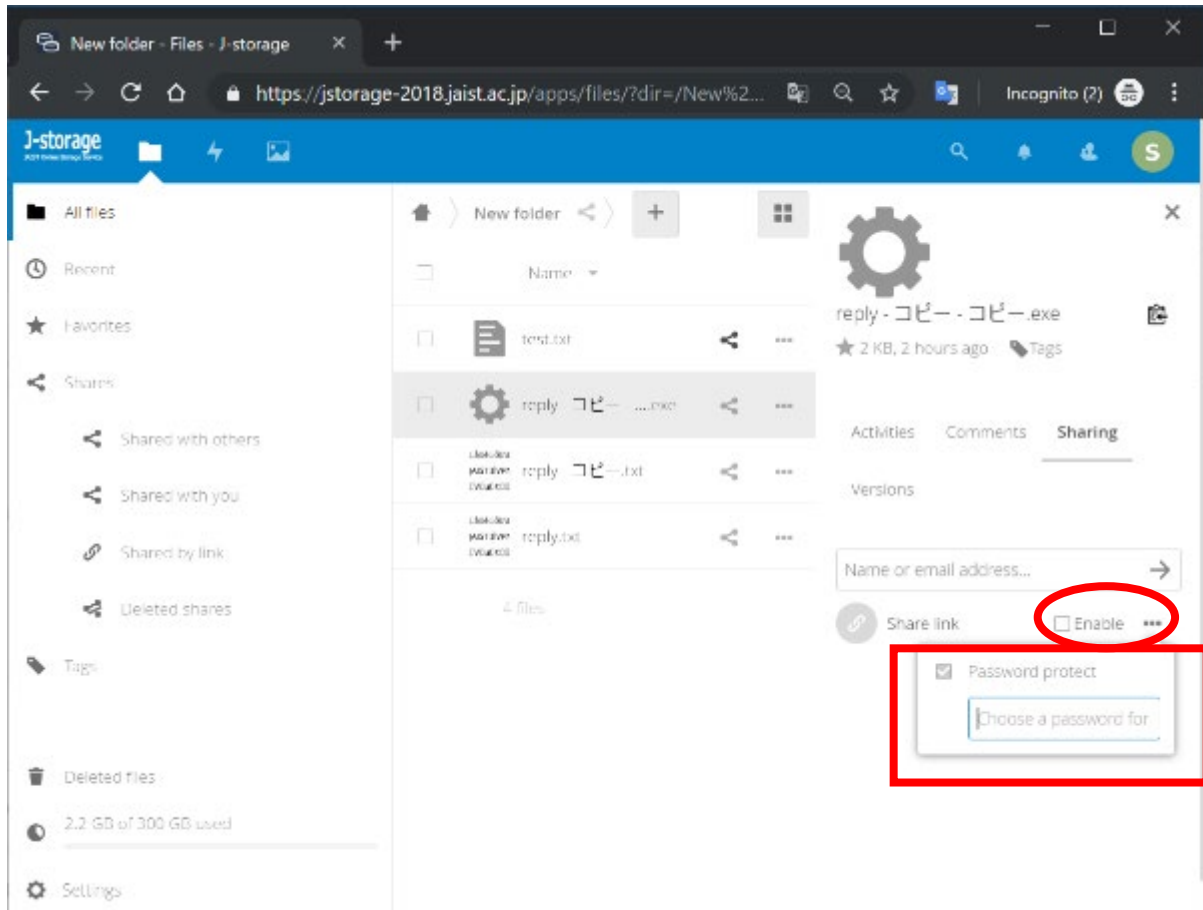 New folder - Files - J-storage
https://jstorage-2018.jaist.ac.jp/apps/files/?dir=/New%2...
Incognito (2)
J-storage
S
All files
Recent
Favorites
Shares
Shared with others
Shared with you
Shared by link
Deleted shares
Tags
Deleted files
2.2 GB of 300 GB used
Settings
New folder
Name
test.txt
reply コピー ....exe
reply コピー.txt
reply.txt
4 files
reply - コピー - コピー.exe
2 KB, 2 hours ago Tags
Activities Comments Sharing
Versions
Name or email address...
Share link Enable
Password protect
Choose a password for